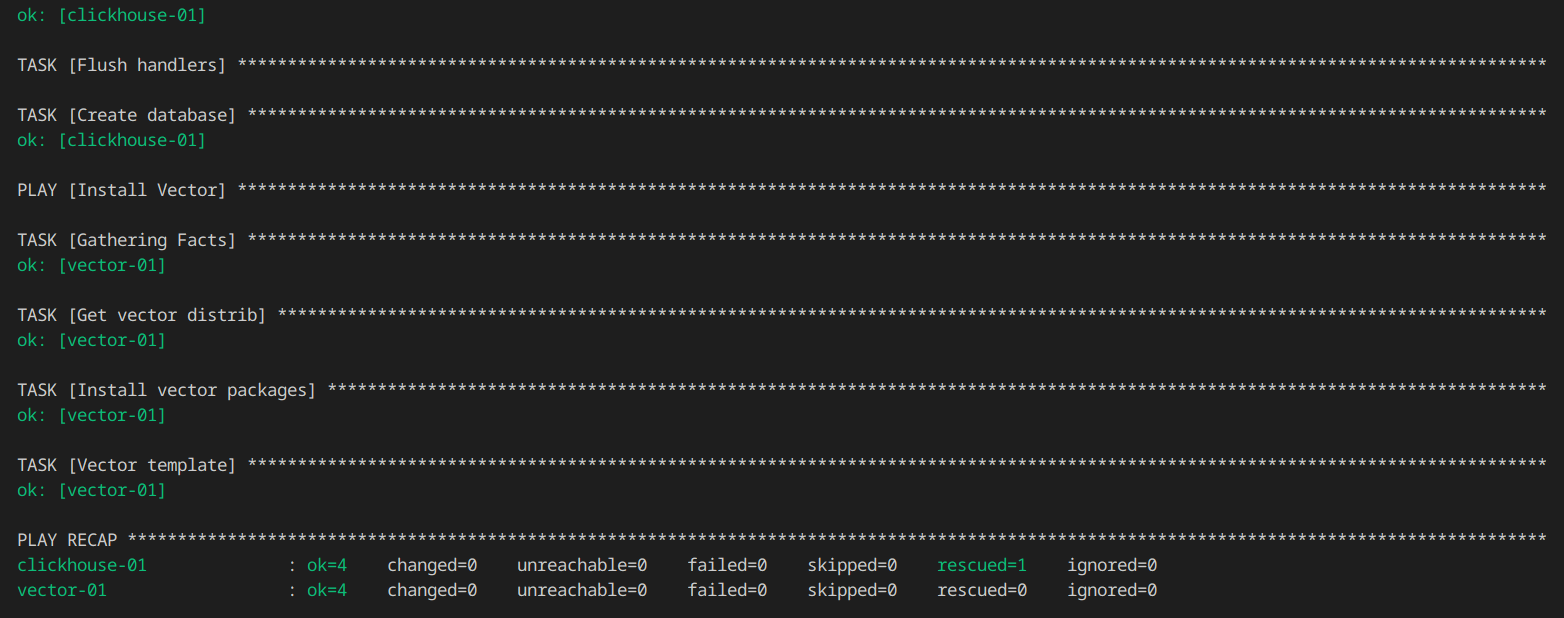 ok: [clickhouse-01]
TASK [Flush handlers] ***********************************************************************************************************************************
TASK [Create database] **********************************************************************************************************************************
ok: [clickhouse-01]
PLAY [Install Vector] ***********************************************************************************************************************************
TASK [Gathering Facts] **********************************************************************************************************************************
ok: [vector-01]
TASK [Get vector distrib] *******************************************************************************************************************************
ok: [vector-01]
TASK [Install vector packages] **************************************************************************************************************************
ok: [vector-01]
TASK [Vector template] **********************************************************************************************************************************
ok: [vector-01]
PLAY RECAP **********************************************************************************************************************************************
clickhouse-01              : ok=4    changed=0    unreachable=0    failed=0    skipped=0    rescued=1    ignored=0
vector-01                  : ok=4    changed=0    unreachable=0    failed=0    skipped=0    rescued=0    ignored=0